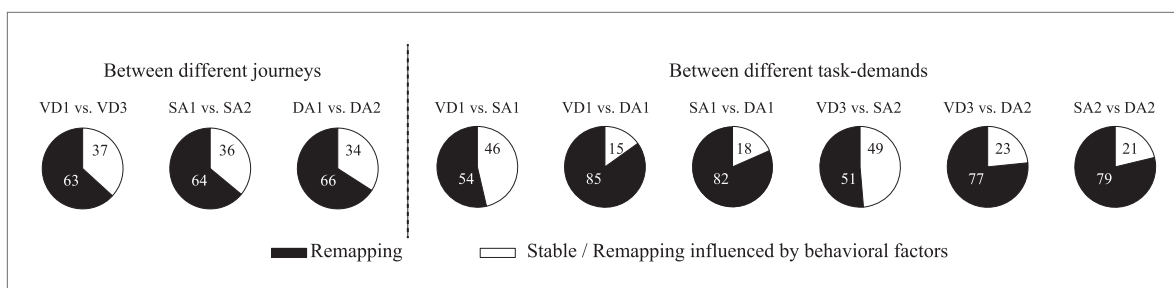 Between different journeys
Between different task-demands
VD1 vs. VD3
SA1 vs. SA2
DA1 vs. DA2
VD1 vs. SA1
VD1 vs. DA1
SA1 vs. DA1
VD3 vs. SA2
VD3 vs. DA2
SA2 vs DA2
37
63
36
64
34
66
46
54
15
85
18
82
49
51
23
77
21
79
Remapping
Stable / Remapping influenced by behavioral factors